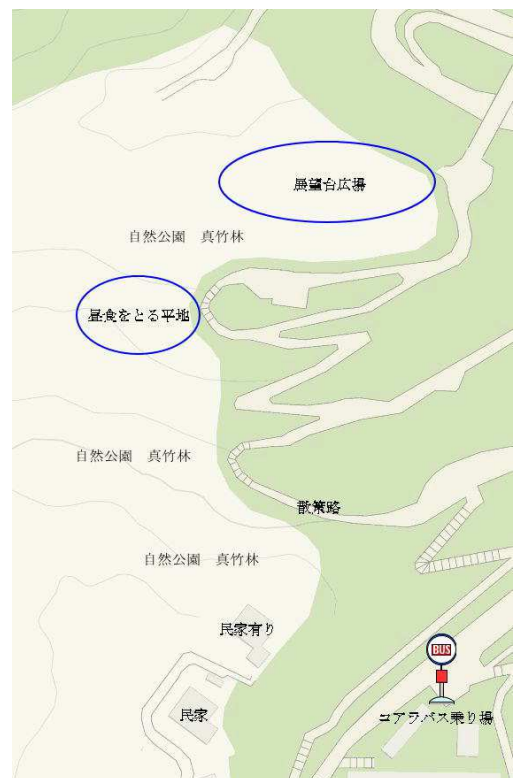 展望台広場
自然公園 真竹林
昼食をとる平地
自然公園 真竹林
散策路
自然公園 真竹林
民家有り
BUS
民家
コアラバス乗り場